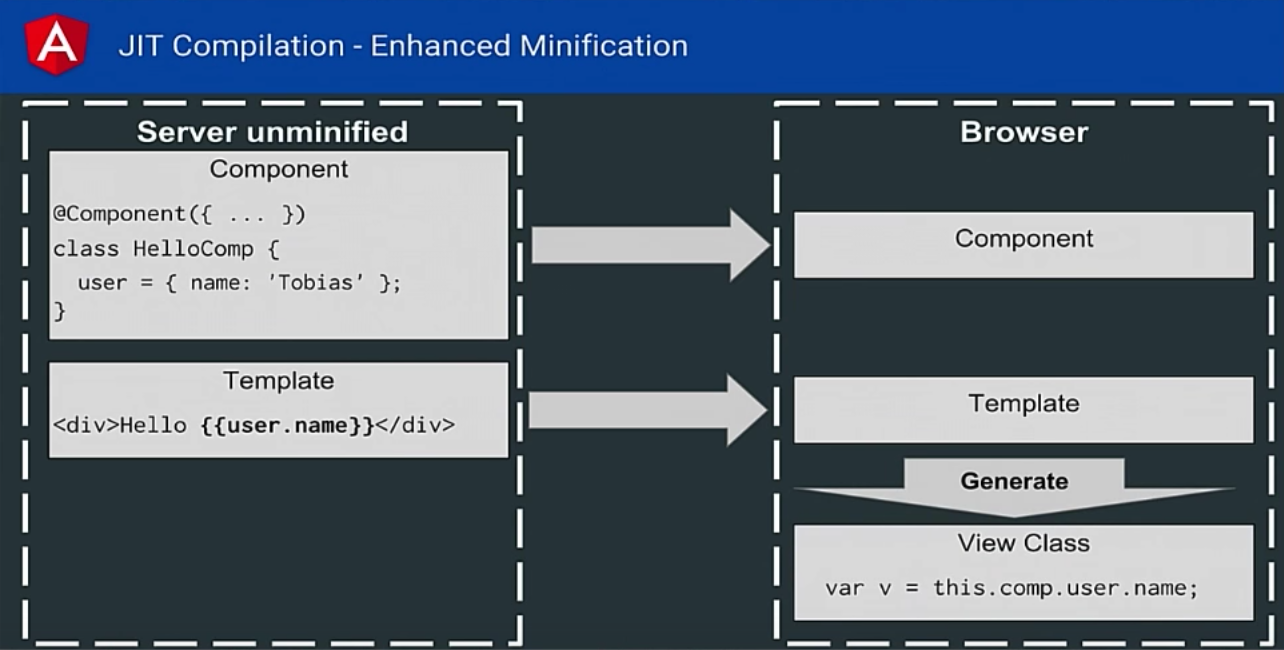 JIT Compilation - Enhanced Minification
Server unminified
Component
@Component({ ... })
class HelloComp {
user = { name: 'Tobias' };
}
Template
<div>Hello {{user.name}}</div>
Browser
Component
Template
Generate
View Class
var v = this.comp.user.name;